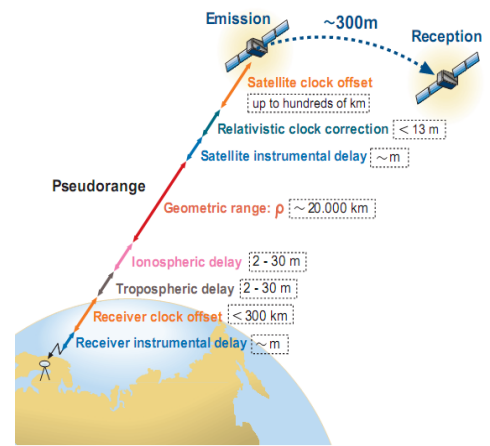 Emission
~300m
Reception
Satellite clock offset
up to hundreds of km
Relativistic clock correction < 13 m
Satellite instrumental delay ~m
Pseudorange
Geometric range: ρ ~ 20.000 km
Ionospheric delay 2 - 30 m
Tropospheric delay 2 - 30 m
Receiver clock offset < 300 km
Receiver instrumental delay ~ m